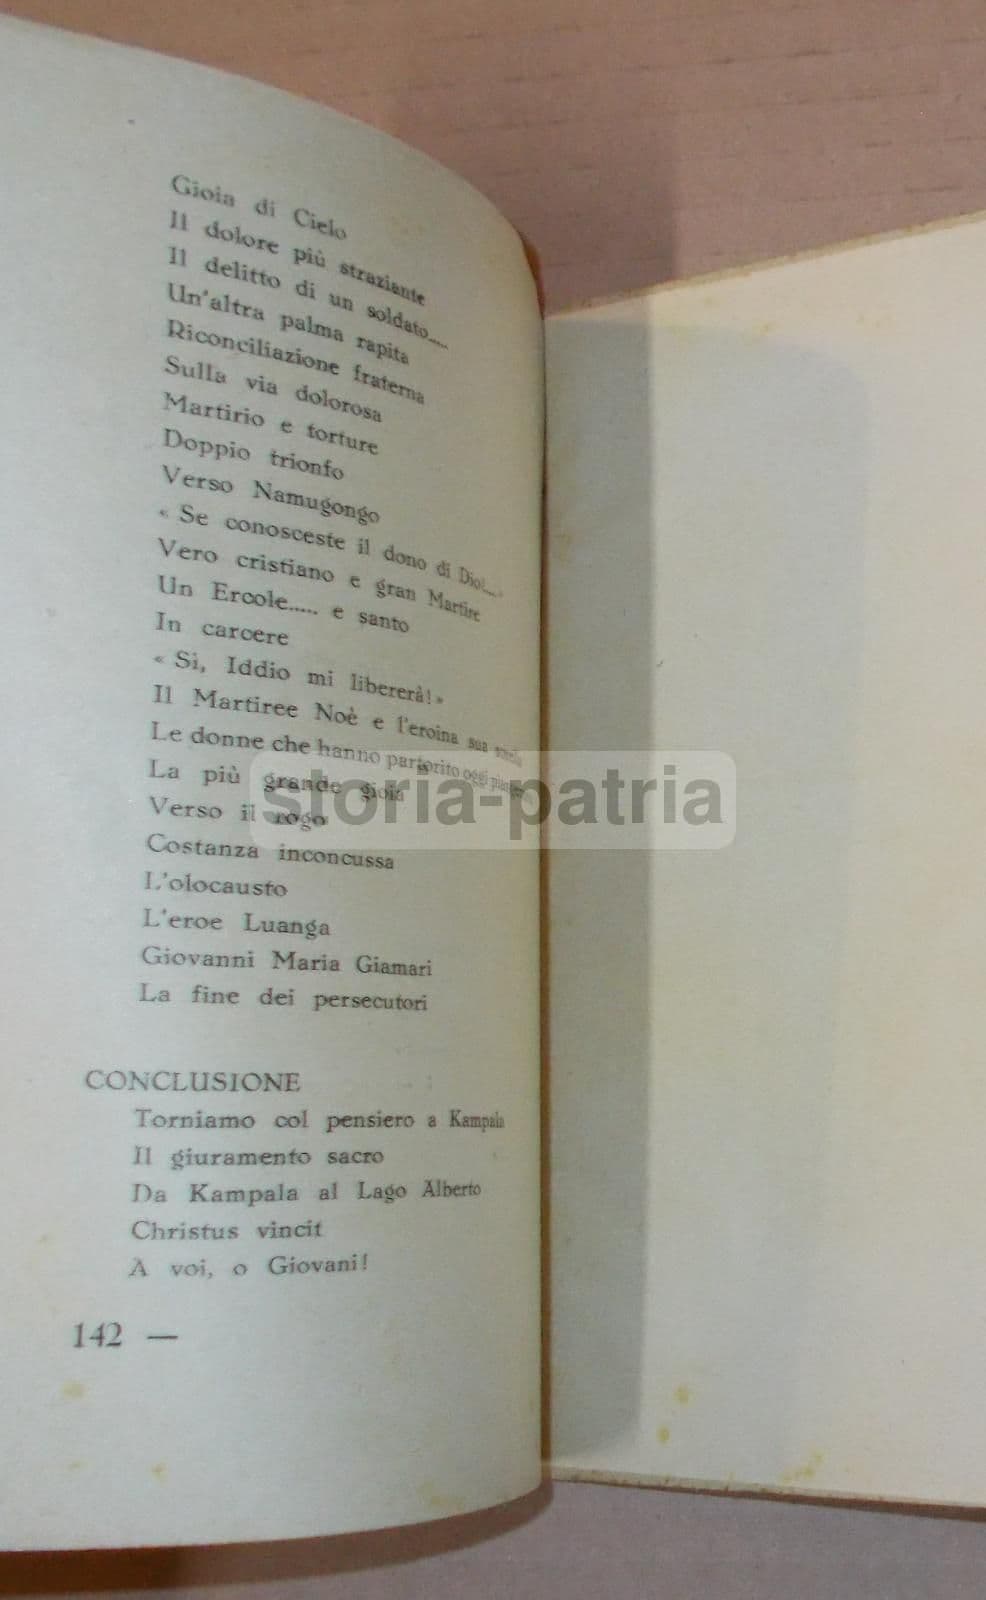 Gioia di Cielo
Il dolore più straziante
Il delitto di un soldato.....
Un'altra palma rapita
Riconciliazione fraterna
Sulla via dolorosa
Martirio e torture
Doppio trionfo
Verso Namugongo
« Se conosceste il dono di Dio!...»
Vero cristiano e gran Martire
Un Ercole..... e santo
In carcere
« Sì, Iddio mi libererà! »
Il Martiree Noè e l'eroina sua sorella
Le donne che hanno partorito oggi
La più grande gioia
Verso il rogo
Costanza inconcussa
L'olocausto
L'eroe Luanga
Giovanni Maria Giamari
La fine dei persecutori
CONCLUSIONE
Torniamo col pensiero a Kampala
Il giuramento sacro
Da Kampala al Lago Alberto
Christus vincit
A voi, o Giovani!
142 —
storia-patria